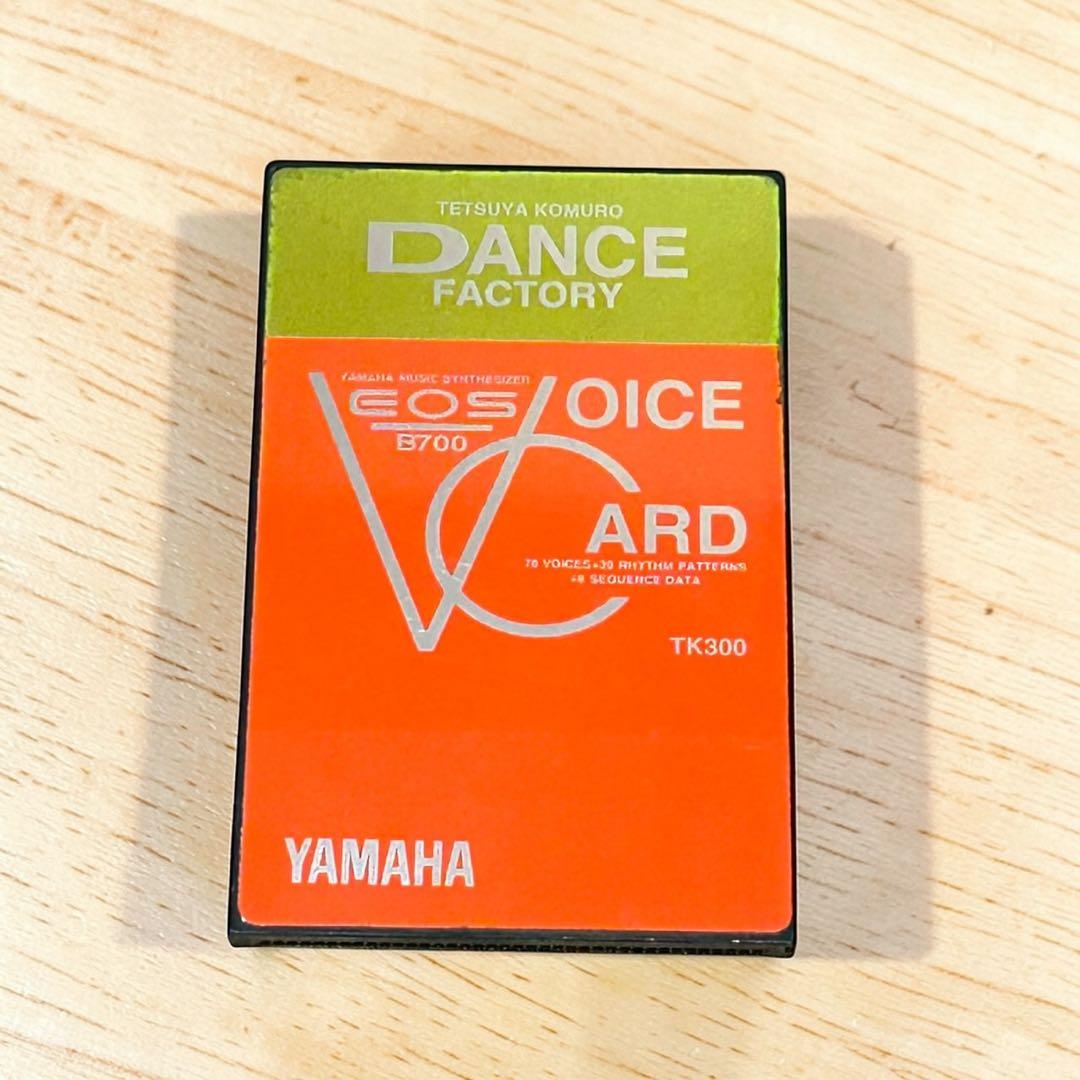 TETSUYA KOMURO
DANCE
FACTORY
YAMAHA MUSIC SYNTHESIZER
EOS
B700
VOICE
CARD
70 VOICES+30 RHYTHM PATTERNS
+8 SEQUENCE DATA
TK300
YAMAHA